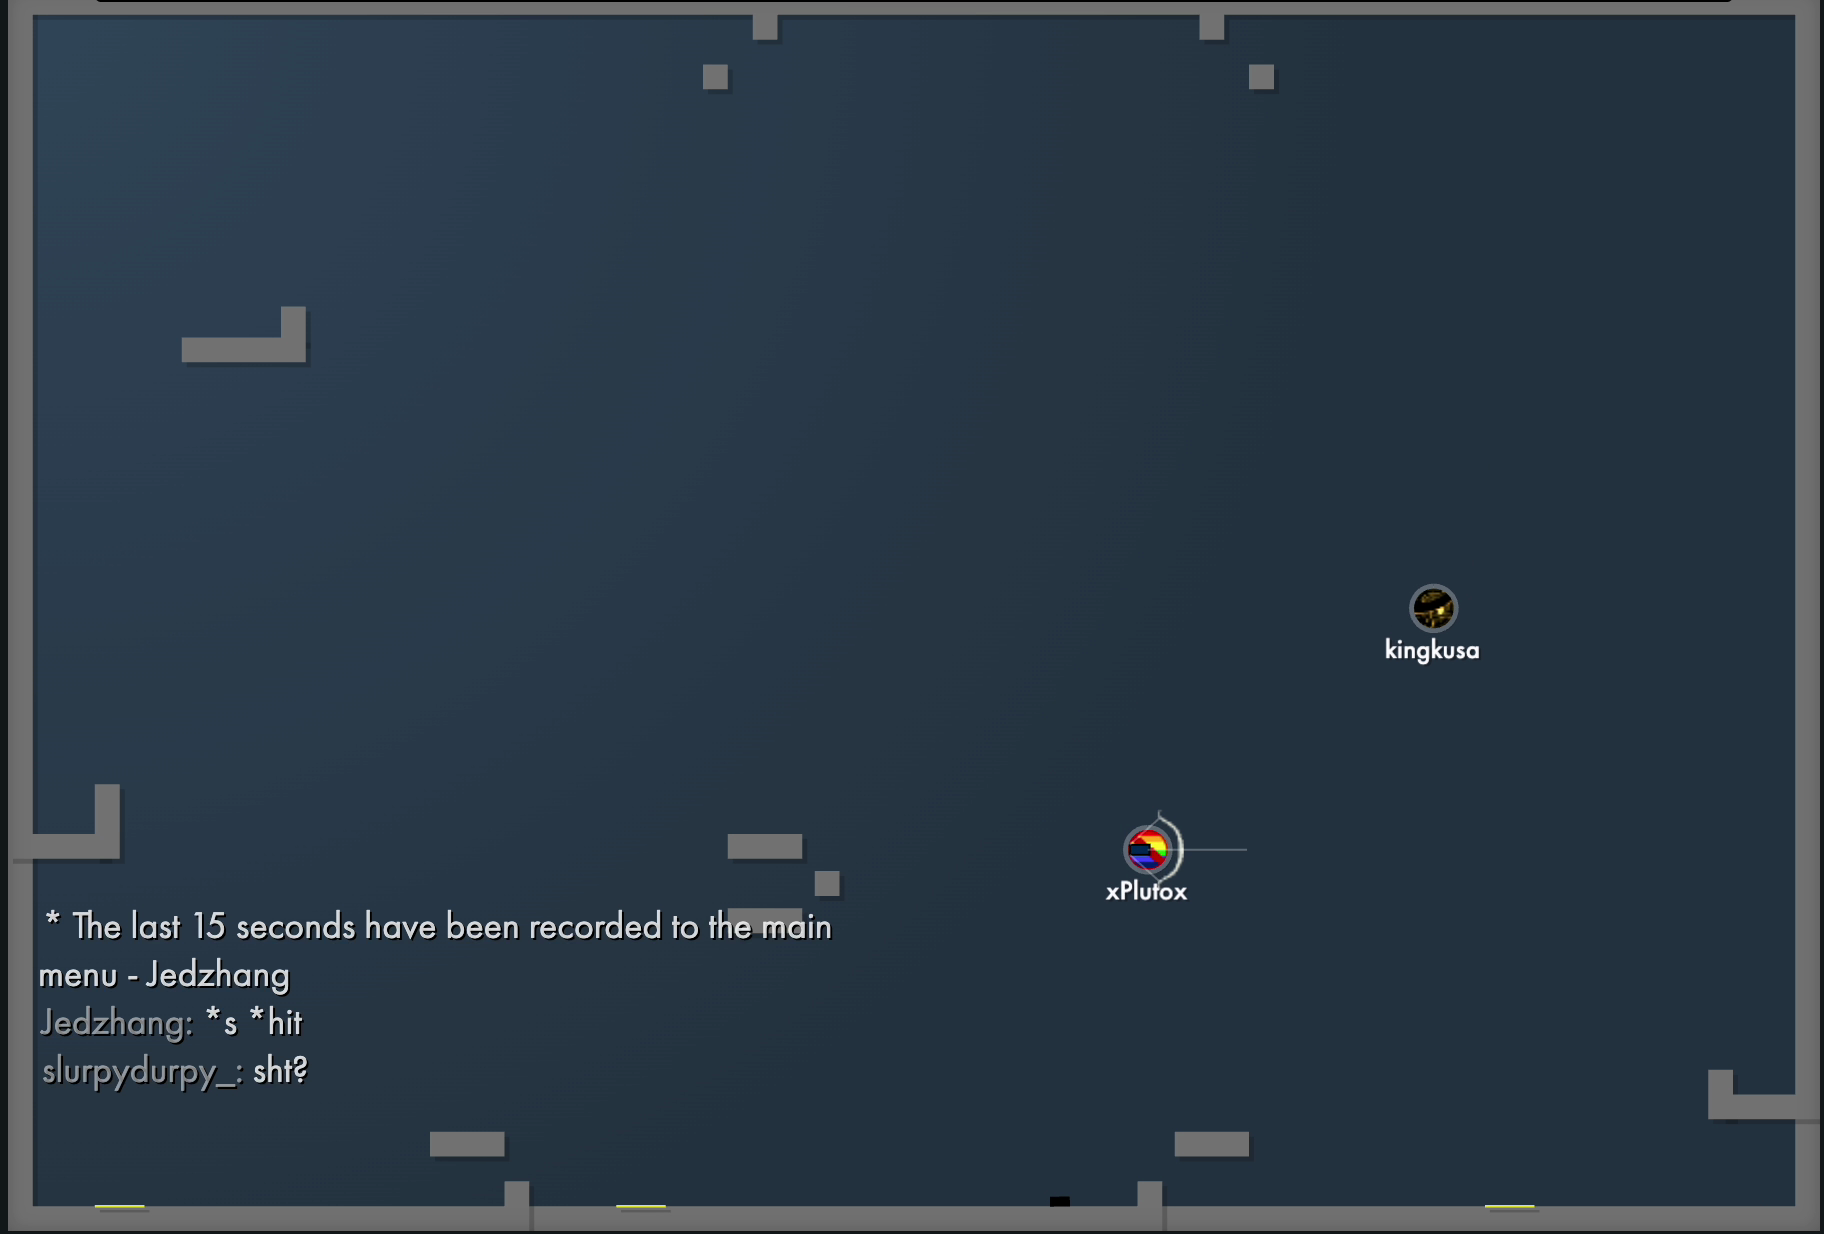 kingkusa
xPlutox
* The last 15 seconds have been recorded to the main
menu - Jedzhang
Jedzhang: *s *hit
slurpydurpy_: sht?